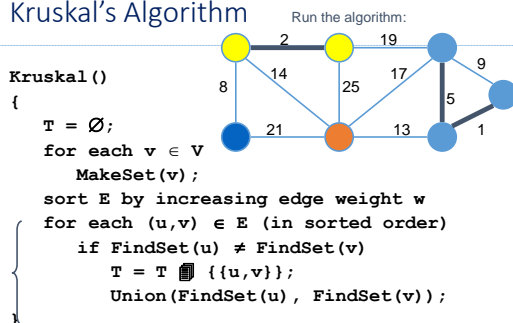 Kruskal's Algorithm
Run the algorithm:
2 19
9
14 17
8 25 5
21 13 1
Kruskal()
{
T = Ø;
for each v ∈ V
MakeSet(v);
sort E by increasing edge weight w
for each (u,v) ∈ E (in sorted order)
if FindSet(u) ≠ FindSet(v)
T = T 🗐 {{u,v}};
Union(FindSet(u), FindSet(v));
}